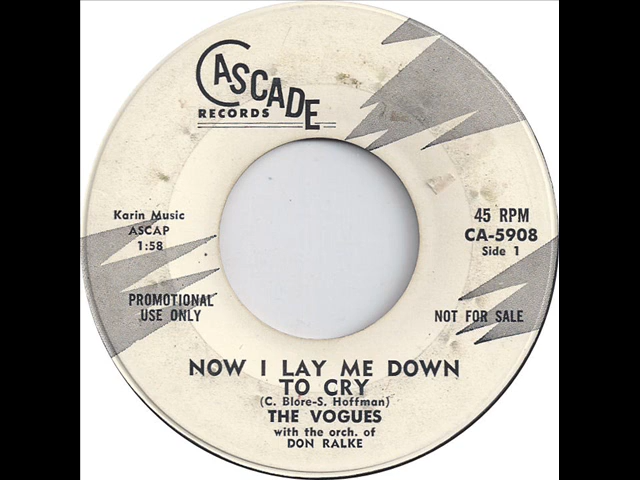 CASCADE
RECORDS
Karin Music
ASCAP
1:58
45 RPM
CA-5908
Side 1
PROMOTIONAL
USE ONLY
NOT FOR SALE
NOW I LAY ME DOWN
TO CRY
(C. Blore-S. Hoffman)
THE VOGUES
with the orch. of
DON RALKE